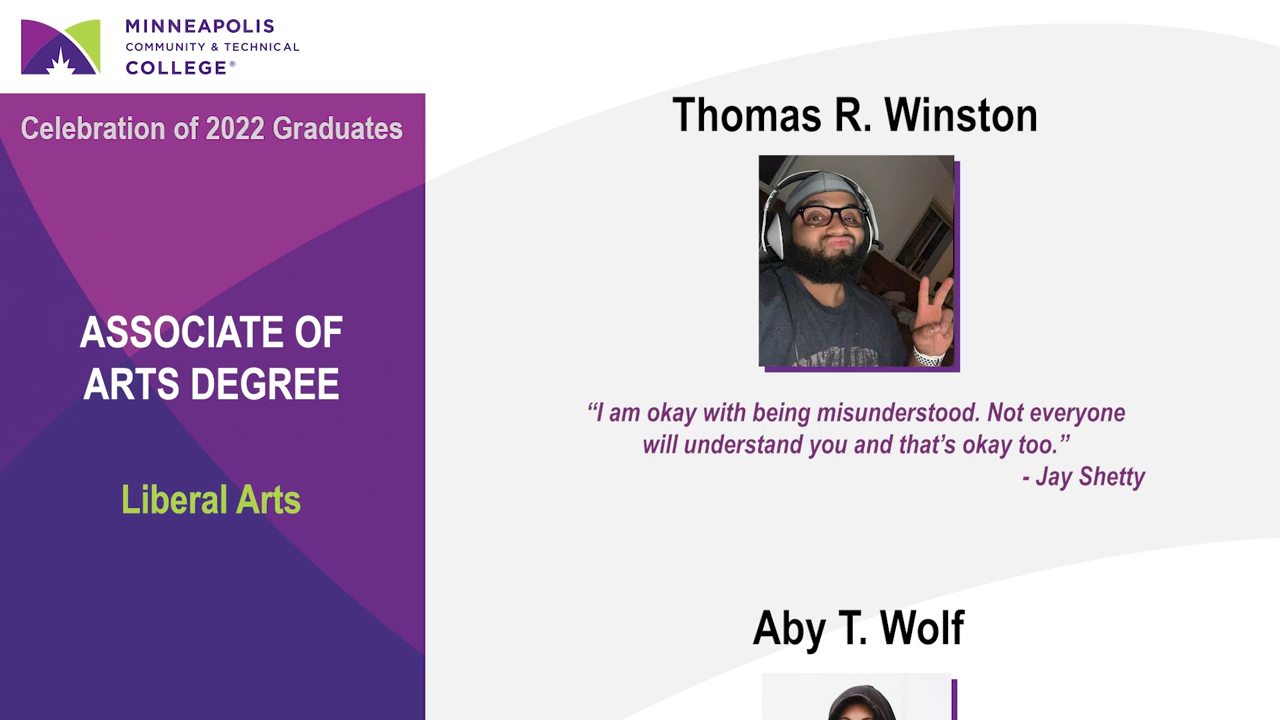 MINNEAPOLIS
COMMUNITY & TECHNICAL
COLLEGE®
Celebration of 2022 Graduates
ASSOCIATE OF
ARTS DEGREE
Liberal Arts
Thomas R. Winston
“I am okay with being misunderstood. Not everyone
will understand you and that’s okay too.”
- Jay Shetty
Aby T. Wolf